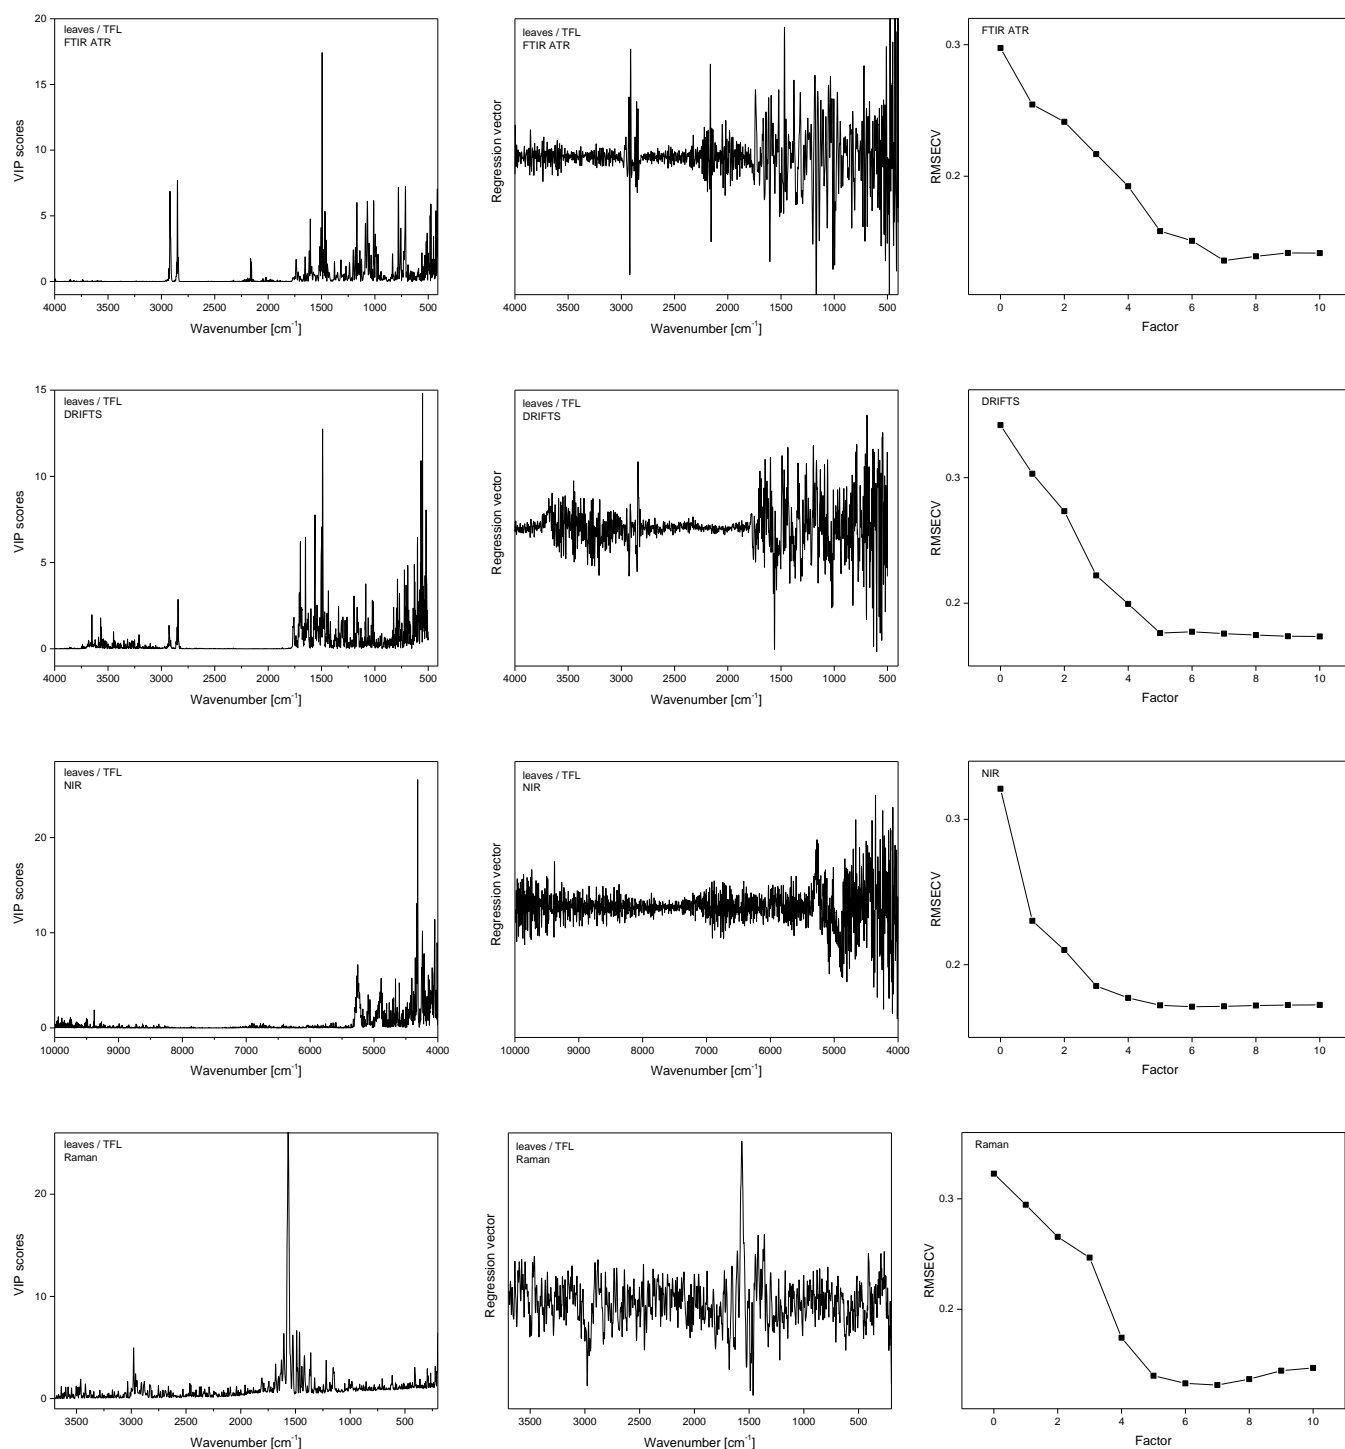 leaves / TFL
FTIR ATR
20
15
10
5
0
VIP scores
4000 3500 3000 2500 2000 1500 1000 500
Wavenumber [cm⁻¹]
leaves / TFL
FTIR ATR
Regression vector
4000 3500 3000 2500 2000 1500 1000 500
Wavenumber [cm⁻¹]
FTIR ATR
0.3
0.2
RMSECV
0 2 4 6 8 10
Factor
leaves / TFL
DRIFTS
15
10
5
0
VIP scores
4000 3500 3000 2500 2000 1500 1000 500
Wavenumber [cm⁻¹]
leaves / TFL
DRIFTS
Regression vector
4000 3500 3000 2500 2000 1500 1000 500
Wavenumber [cm⁻¹]
DRIFTS
0.3
0.2
RMSECV
0 2 4 6 8 10
Factor
leaves / TFL
NIR
20
10
0
VIP scores
10000 9000 8000 7000 6000 5000 4000
Wavenumber [cm⁻¹]
leaves / TFL
NIR
Regression vector
10000 9000 8000 7000 6000 5000 4000
Wavenumber [cm⁻¹]
NIR
0.3
0.2
RMSECV
0 2 4 6 8 10
Factor
leaves / TFL
Raman
20
10
0
VIP scores
3500 3000 2500 2000 1500 1000 500
Wavenumber [cm⁻¹]
leaves / TFL
Raman
Regression vector
3500 3000 2500 2000 1500 1000 500
Wavenumber [cm⁻¹]
Raman
0.3
0.2
RMSECV
0 2 4 6 8 10
Factor